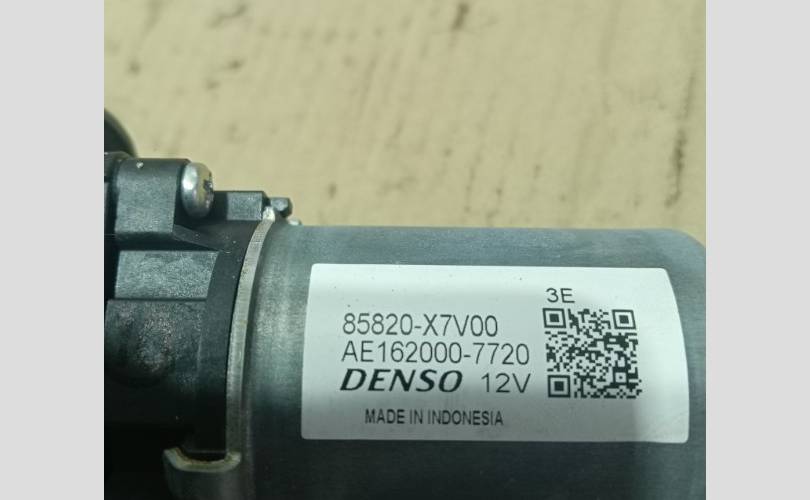 3E
85820-X7V00
AE162000-7720
DENSO 12V
MADE IN INDONESIA